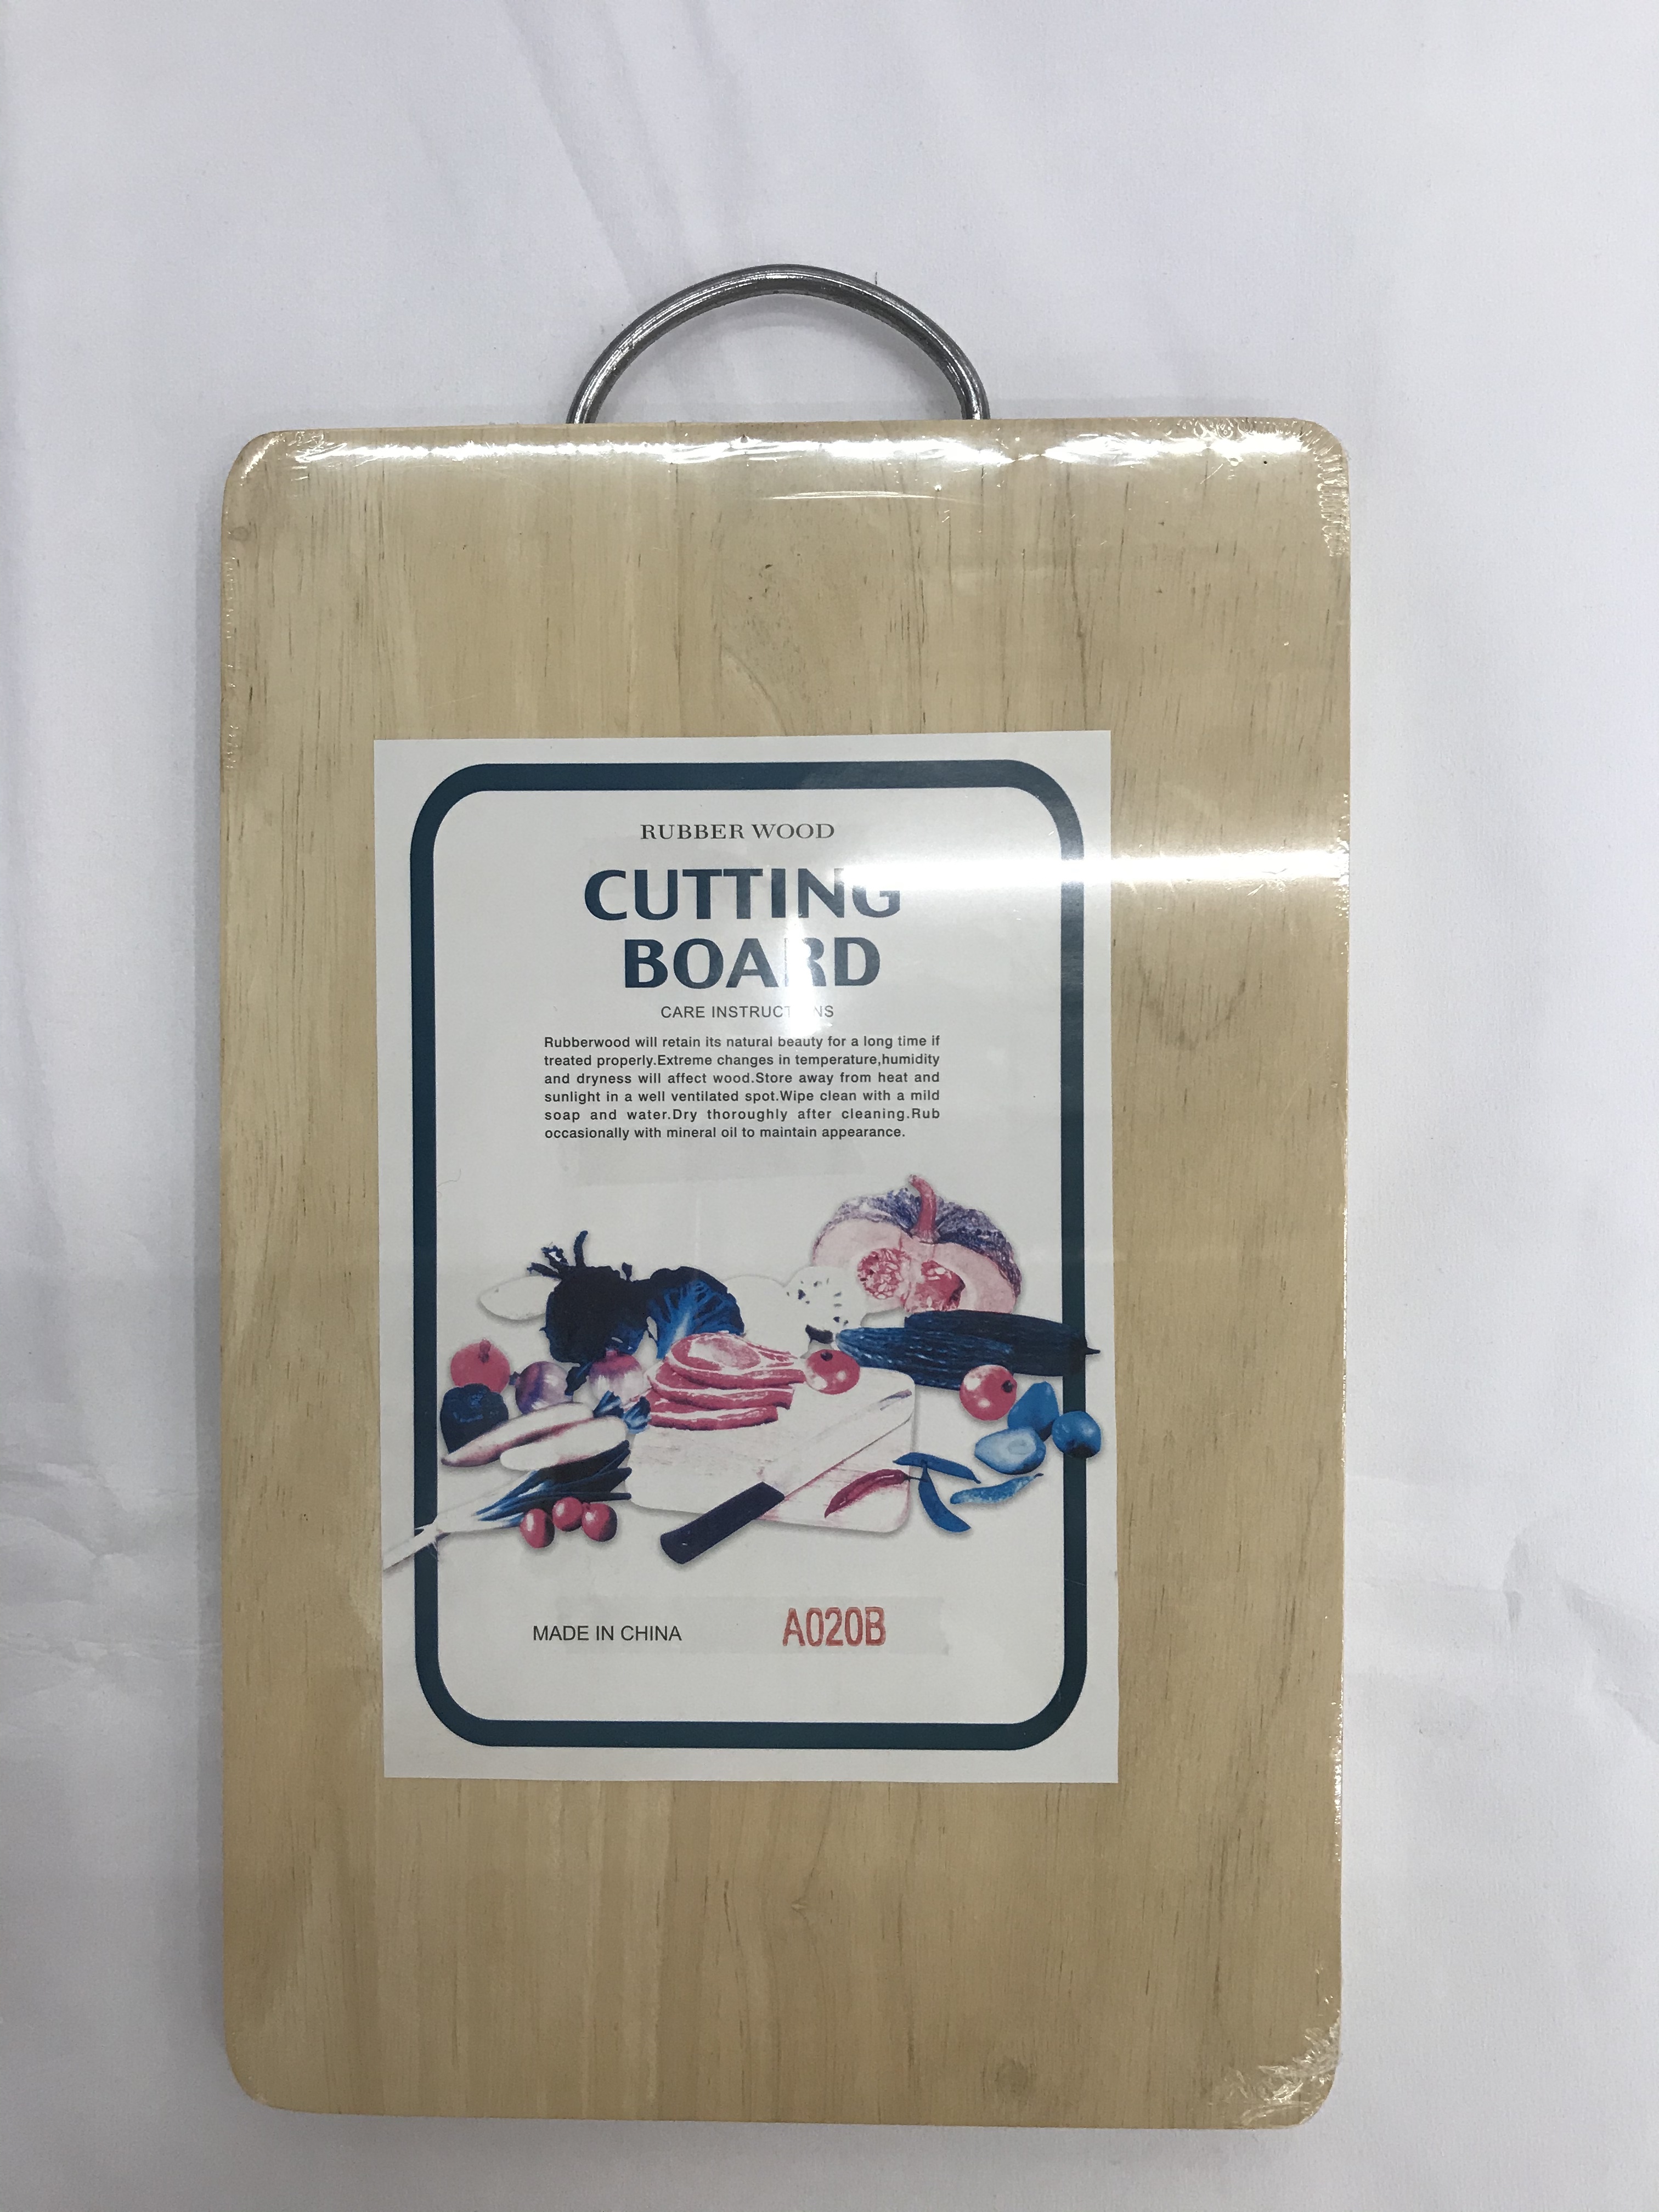 RUBBER WOOD
CUTTING
BOARD
CARE INSTRUCTIONS
Rubberwood will retain its natural beauty for a long time if
treated properly.Extreme changes in temperature,humidity
and dryness will affect wood.Store away from heat and
sunlight in a well ventilated spot.Wipe clean with a mild
soap and water.Dry thoroughly after cleaning.Rub
occasionally with mineral oil to maintain appearance.
MADE IN CHINA
A020B